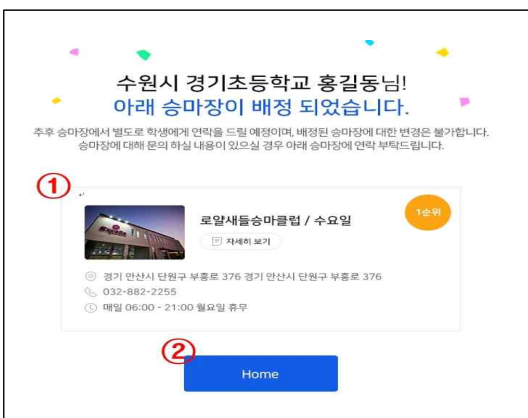 수원시 경기초등학교 홍길동님!
아래 승마장이 배정 되었습니다.
추후 승마장에서 별도로 학생에게 연락을 드릴 예정이며, 배정된 승마장에 대한 변경은 불가합니다.
승마장에 대해 문의 하실 내용이 있으실 경우 아래 승마장에 연락 부탁드립니다.
①
1순위
로얄새들승마클럽 / 수요일
자세히 보기
경기 안산시 단원구 부흥로 376 경기 안산시 단원구 부흥로 376
032-882-2255
매일 06:00 - 21:00 월요일 휴무
②
Home